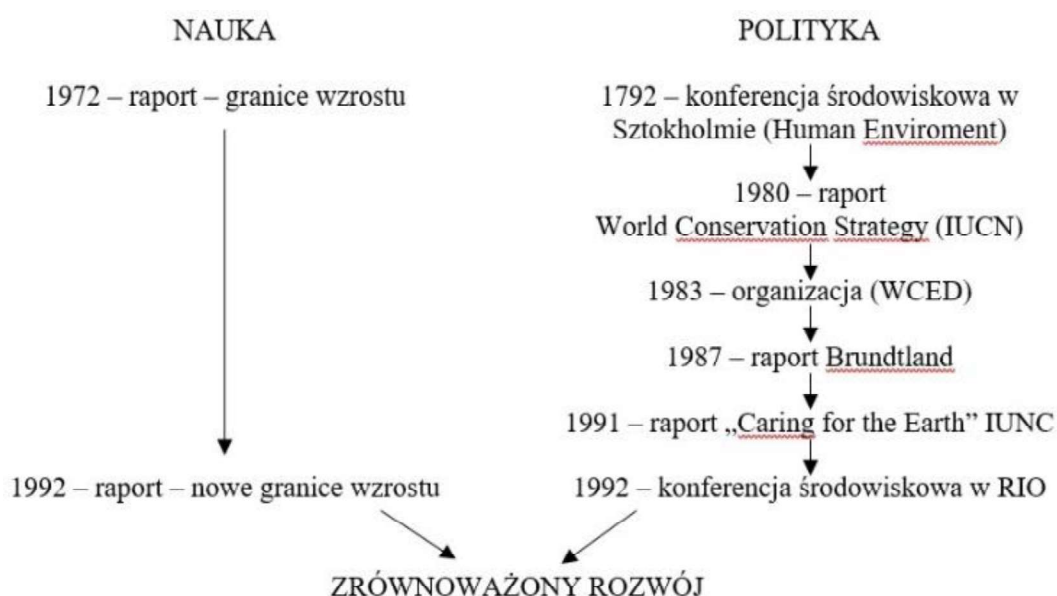 NAUKA
1972 – raport – granice wzrostu
1992 – raport – nowe granice wzrostu
POLITYKA
1792 – konferencja środowiskowa w
Sztokholmie (Human Enviroment)
1980 – raport
World Conservation Strategy (IUCN)
1983 – organizacja (WCED)
1987 – raport Brundtland
1991 – raport „Caring for the Earth” IUNC
1992 – konferencja środowiskowa w RIO
ZRÓWNOWAŻONY ROZWÓJ